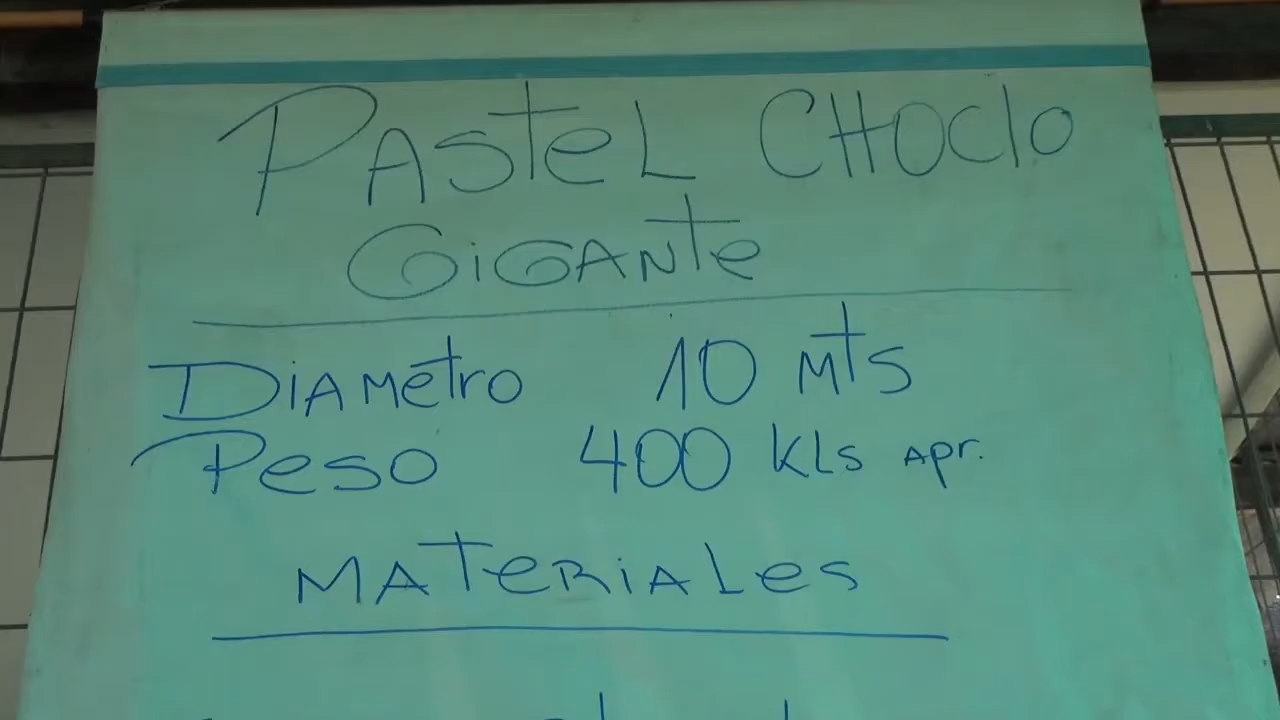 PASteL CHOClO
GiGANte
DiAMetro 10 mts
Peso 400 KLs Apr.
MATeRiALes